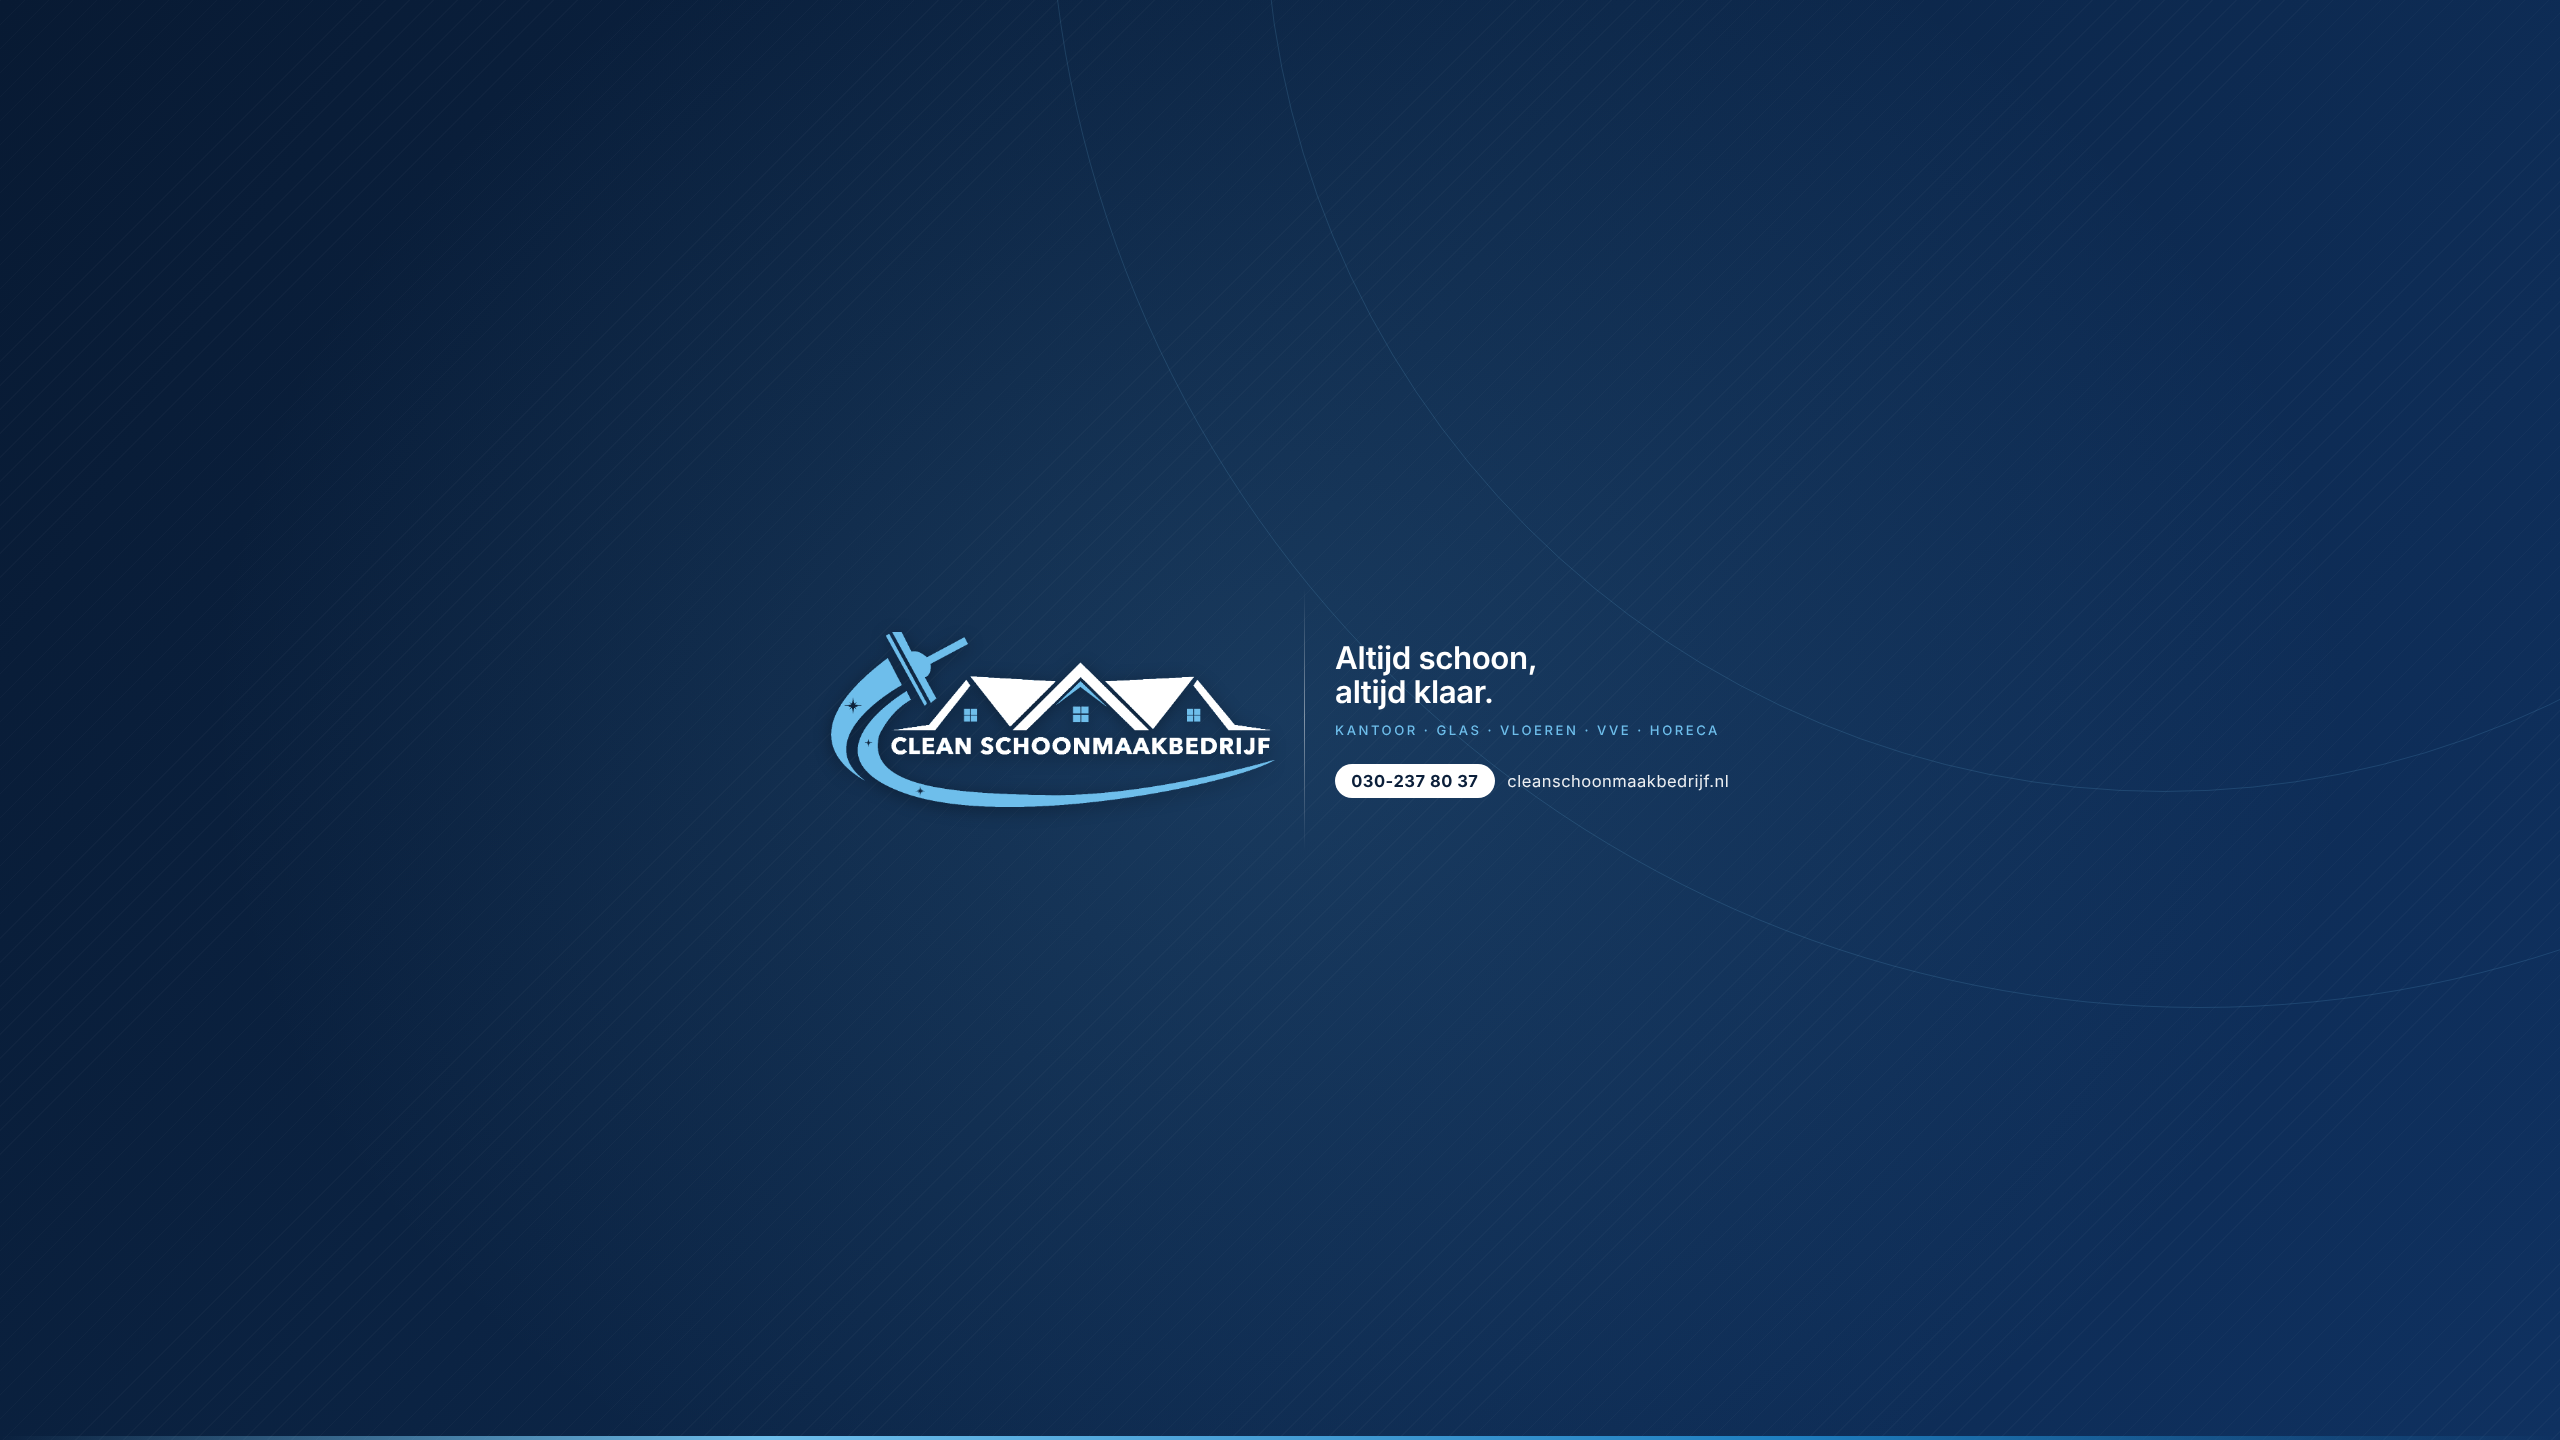 CLEAN SCHOONMAAKBEDRIJF
Altijd schoon,
altijd klaar.
KANTOOR · GLAS · VLOEREN · VVE · HORECA
030-237 80 37 cleanschoonmaakbedrijf.nl